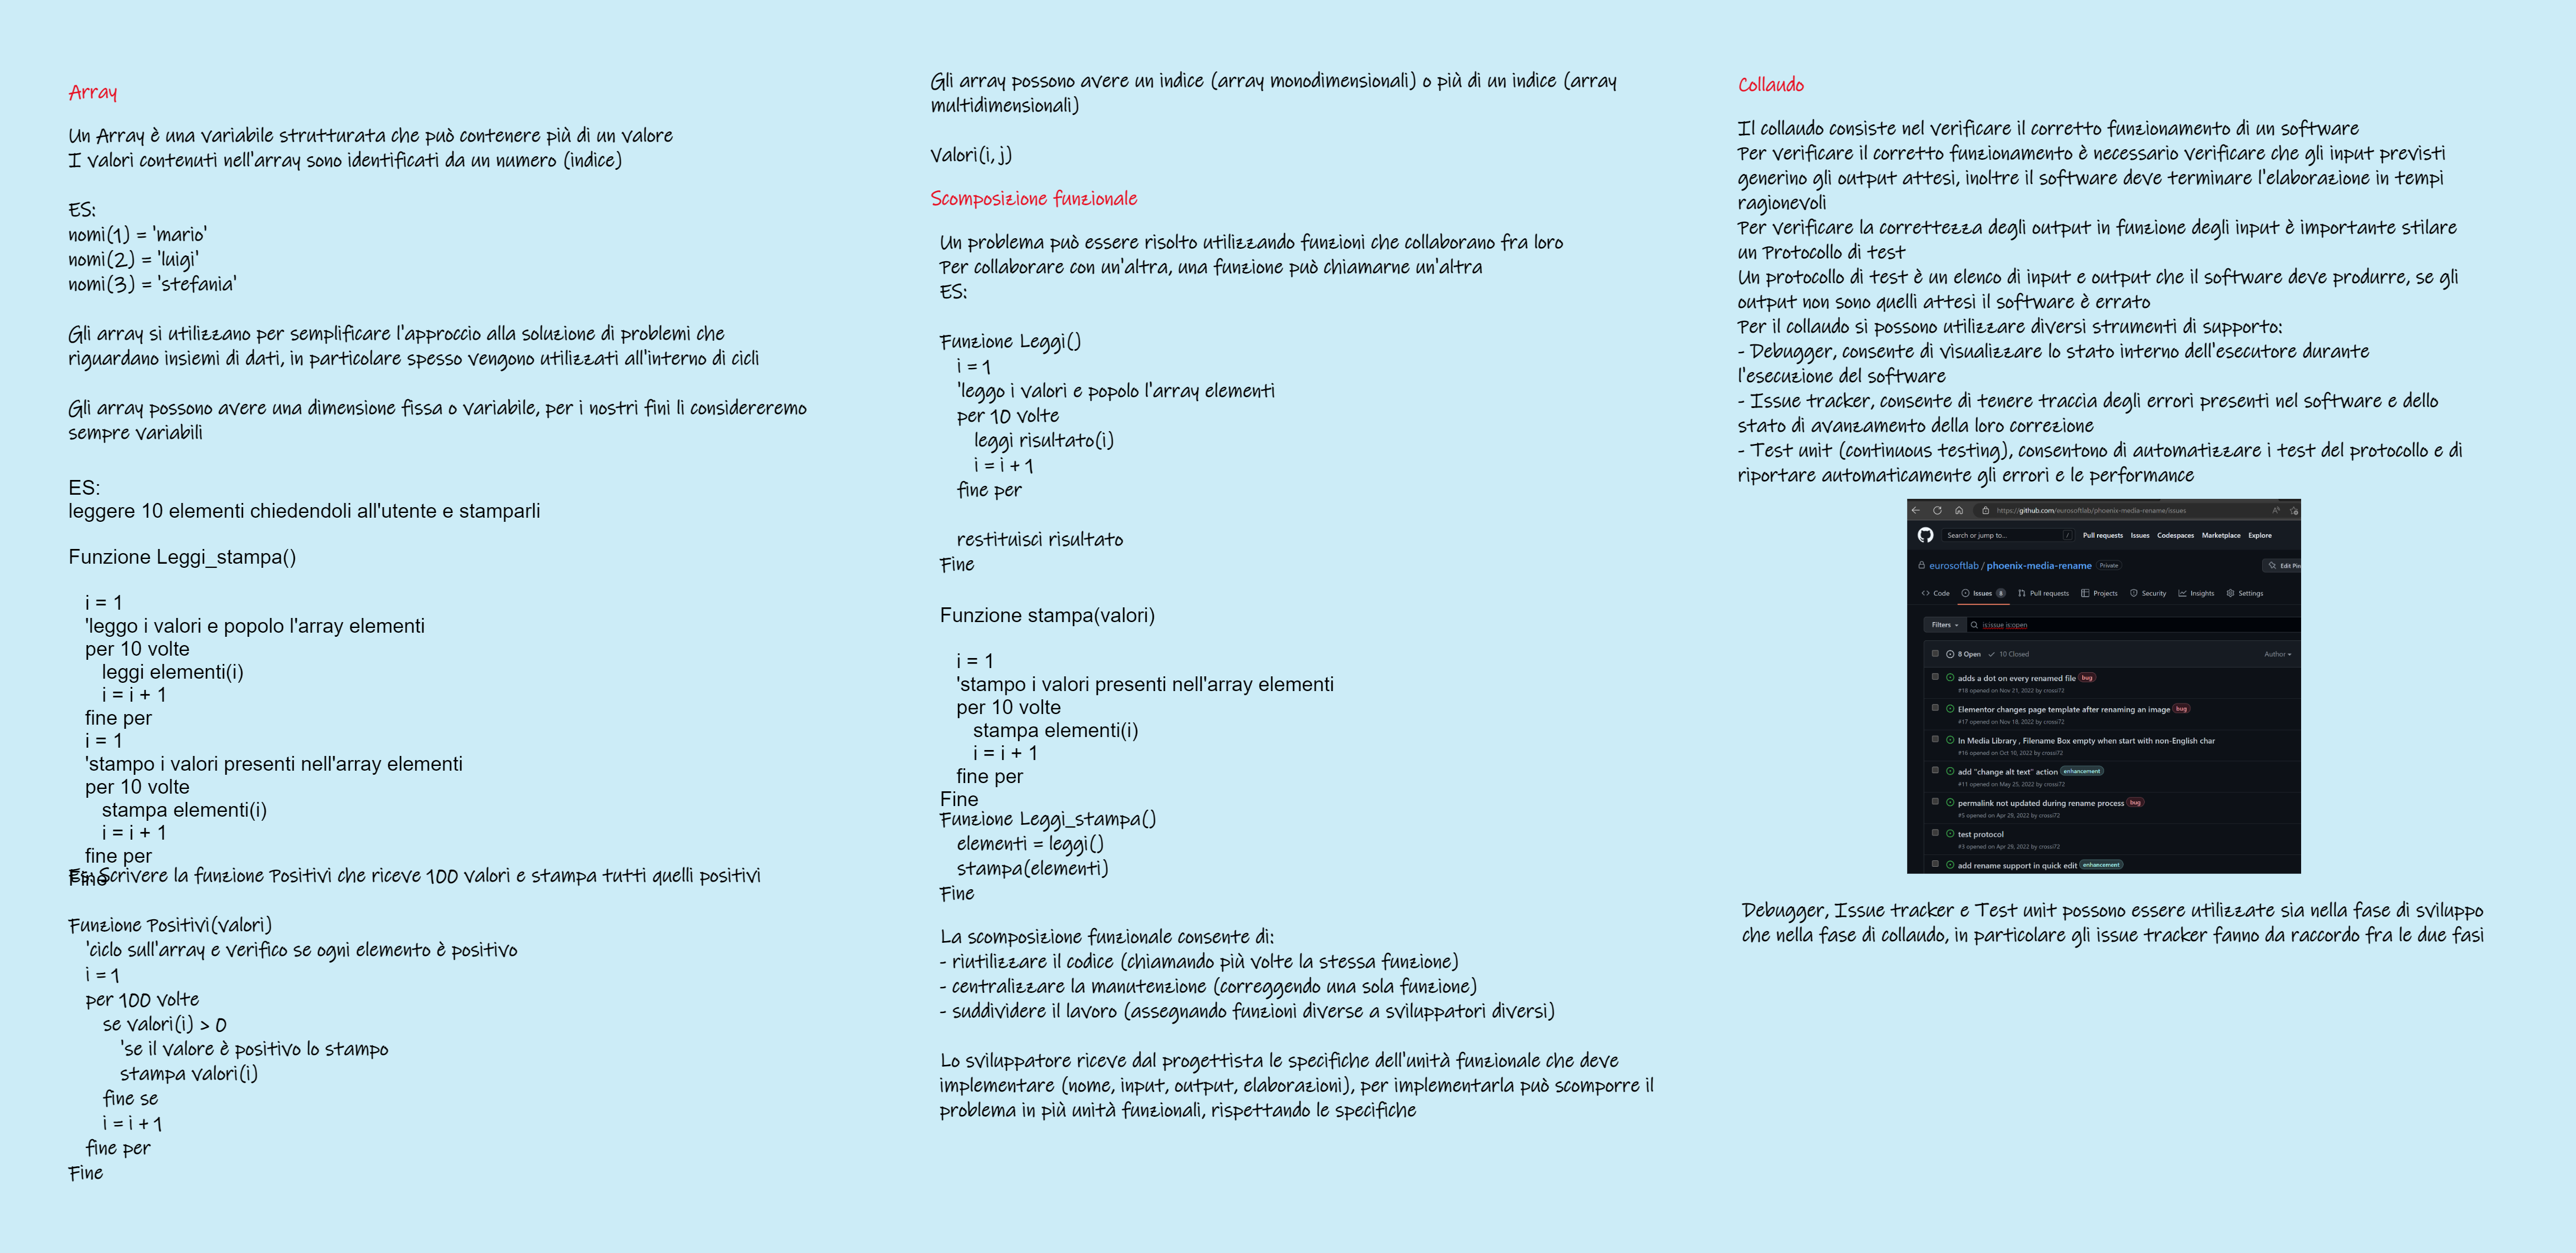 Array
Un Array è una variabile strutturata che può contenere più di un valore
I valori contenuti nell'array sono identificati da un numero (indice)
ES:
nomi(1) = 'mario'
nomi(2) = 'luigi'
nomi(3) = 'stefania'
Gli array si utilizzano per semplificare l'approccio alla soluzione di problemi che
riguardano insiemi di dati, in particolare spesso vengono utilizzati all'interno di cicli
Gli array possono avere una dimensione fissa o variabile, per i nostri fini li considereremo
sempre variabili
ES:
leggere 10 elementi chiedendoli all'utente e stamparli
Funzione Leggi_stampa()
i = 1
'leggo i valori e popolo l'array elementi
per 10 volte
leggi elementi(i)
i = i + 1
fine per
i = 1
'stampo i valori presenti nell'array elementi
per 10 volte
stampa elementi(i)
i = i + 1
fine per
Fine
Es: Scrivere la funzione Positivi che riceve 100 valori e stampa tutti quelli positivi
Funzione Positivi(valori)
'ciclo sull'array e verifico se ogni elemento è positivo
i = 1
per 100 volte
se valori(i) > 0
'se il valore è positivo lo stampo
stampa valori(i)
fine se
i = i + 1
fine per
Fine
Gli array possono avere un indice (array monodimensionali) o più di un indice (array
multidimensionali)
Valori(i, j)
Scomposizione funzionale
Un problema può essere risolto utilizzando funzioni che collaborano fra loro
Per collaborare con un'altra, una funzione può chiamarne un'altra
ES:
Funzione Leggi()
i = 1
'leggo i valori e popolo l'array elementi
per 10 volte
leggi risultato(i)
i = i + 1
fine per
restituisci risultato
Fine
Funzione stampa(valori)
i = 1
'stampo i valori presenti nell'array elementi
per 10 volte
stampa elementi(i)
i = i + 1
fine per
Fine
Funzione Leggi_stampa()
elementi = leggi()
stampa(elementi)
Fine
La scomposizione funzionale consente di:
- riutilizzare il codice (chiamando più volte la stessa funzione)
- centralizzare la manutenzione (correggendo una sola funzione)
- suddividere il lavoro (assegnando funzioni diverse a sviluppatori diversi)
Lo sviluppatore riceve dal progettista le specifiche dell'unità funzionale che deve
implementare (nome, input, output, elaborazioni), per implementarla può scomporre il
problema in più unità funzionali, rispettando le specifiche
Collaudo
Il collaudo consiste nel verificare il corretto funzionamento di un software
Per verificare il corretto funzionamento è necessario verificare che gli input previsti
generino gli output attesi, inoltre il software deve terminare l'elaborazione in tempi
ragionevoli
Per verificare la correttezza degli output in funzione degli input è importante stilare
un Protocollo di test
Un protocollo di test è un elenco di input e output che il software deve produrre, se gli
output non sono quelli attesi il software è errato
Per il collaudo si possono utilizzare diversi strumenti di supporto:
- Debugger, consente di visualizzare lo stato interno dell'esecutore durante
l'esecuzione del software
- Issue tracker, consente di tenere traccia degli errori presenti nel software e dello
stato di avanzamento della loro correzione
- Test unit (continuous testing), consentono di automatizzare i test del protocollo e di
riportare automaticamente gli errori e le performance
https://github.com/eurosoftlab/phoenix-media-rename/issues
Search or jump to... / Pull requests Issues Codespaces Marketplace Explore
eurosoftlab / phoenix-media-rename Private Edit Pin
Code Issues 8 Pull requests Projects Security Insights Settings
Filters is:issue is:open
8 Open 10 Closed Author
adds a dot on every renamed file bug
#18 opened on Nov 21, 2022 by crossi72
Elementor changes page template after renaming an image bug
#17 opened on Nov 18, 2022 by crossi72
In Media Library , Filename Box empty when start with non-English char
#16 opened on Oct 10, 2022 by crossi72
add "change alt text" action enhancement
#11 opened on May 25, 2022 by crossi72
permalink not updated during rename process bug
#5 opened on Apr 28, 2022 by crossi72
test protocol
#3 opened on Apr 28, 2022 by crossi72
add rename support in quick edit enhancement
Debugger, Issue tracker e Test unit possono essere utilizzate sia nella fase di sviluppo
che nella fase di collaudo, in particolare gli issue tracker fanno da raccordo fra le due fasi